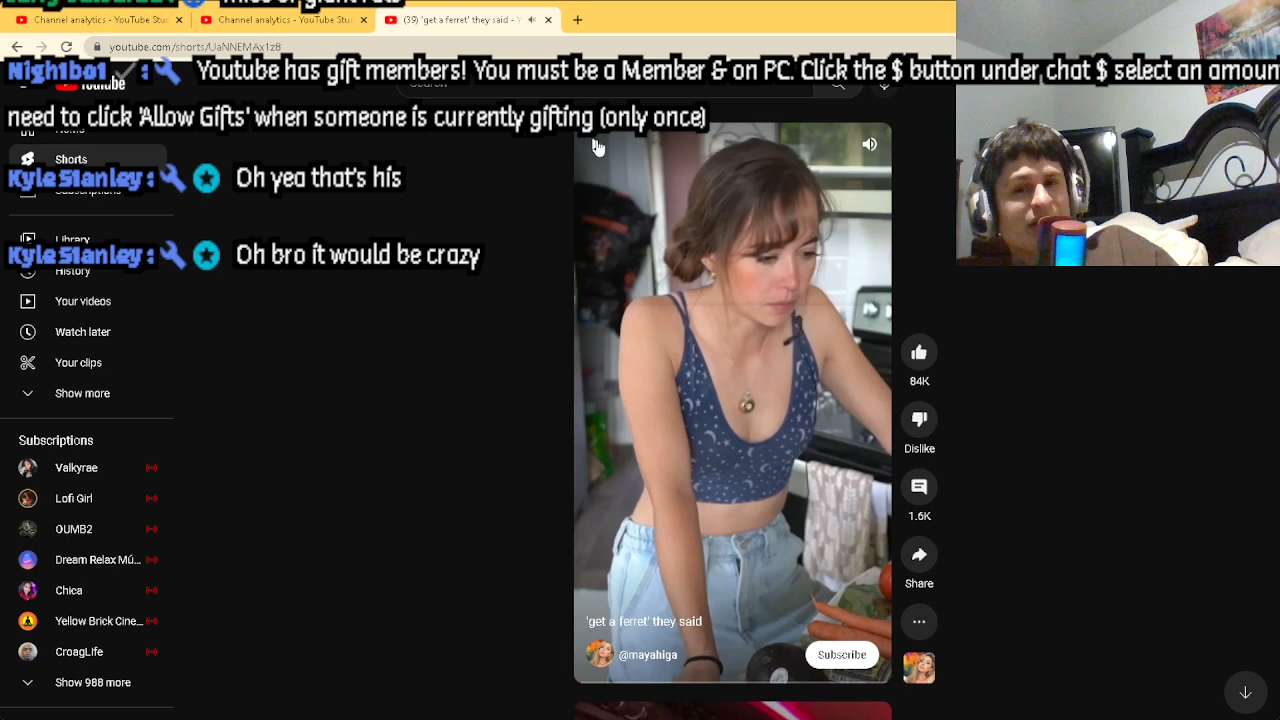 Channel analytics - YouTube Stu
Channel analytics - YouTube Stu
(39) 'get a ferret' they said - Y
youtube.com/shorts/UaNNEMAx1z8
Nightbot : Youtube has gift members! You must be a Member & on PC. Click the $ button under chat $ select an amoun
need to click 'Allow Gifts' when someone is currently gifting (only once)
Shorts
Kyle Stanley : Oh yea that's his
Subscriptions
Library
Kyle Stanley : Oh bro it would be crazy
History
Your videos
Watch later
Your clips
Show more
Subscriptions
Valkyrae
Lofi Girl
OUMB2
Dream Relax Mú...
Chica
Yellow Brick Cine...
CroagLife
Show 988 more
84K
Dislike
1.6K
Share
'get a ferret' they said
@mayahiga
Subscribe